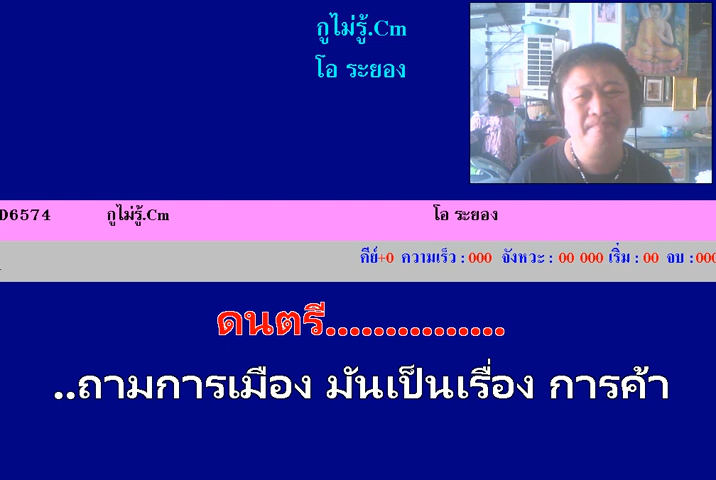 กูไม่รู้.Cm
โอ ระยอง
D6574 กูไม่รู้.Cm โอ ระยอง
คีย์+0 ความเร็ว : 000 จังหวะ : 00 000 เริ่ม : 00 จบ :000
ดนตรี...............
..ถามการเมือง มันเป็นเรื่อง การค้า